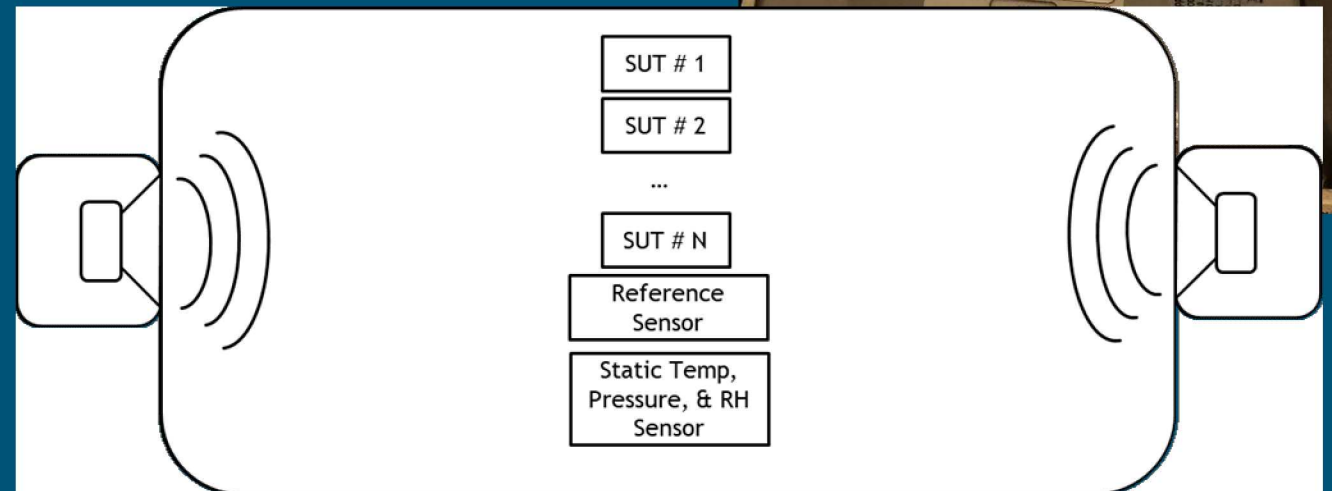 SUT # 1
SUT # 2
...
SUT # N
Reference
Sensor
Static Temp,
Pressure, & RH
Sensor